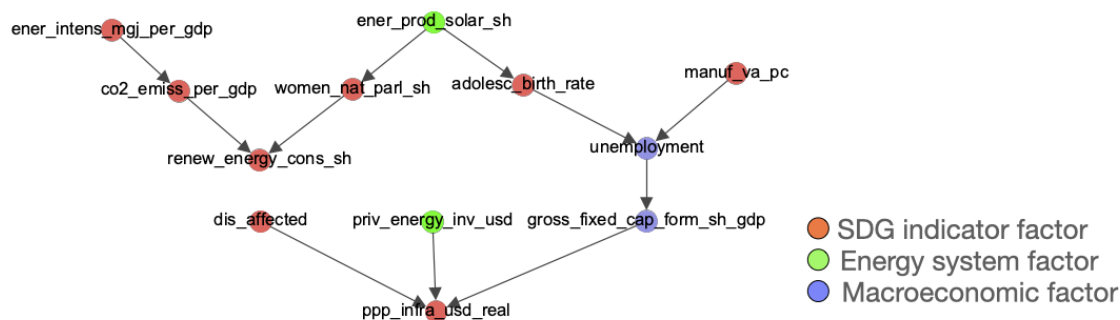 ener_prod_solar_sh
ener_intens_mgj_per_gdp
manuf_va_pc
co2_emiss_per_gdp
women_nat_parl_sh
adolesc_birth_rate
unemployment
renew_energy_cons_sh
dis_affected
priv_energy_inv_usd
gross_fixed_cap_form_sh_gdp
SDG indicator factor
Energy system factor
Macroeconomic factor
ppp_infra_usd_real